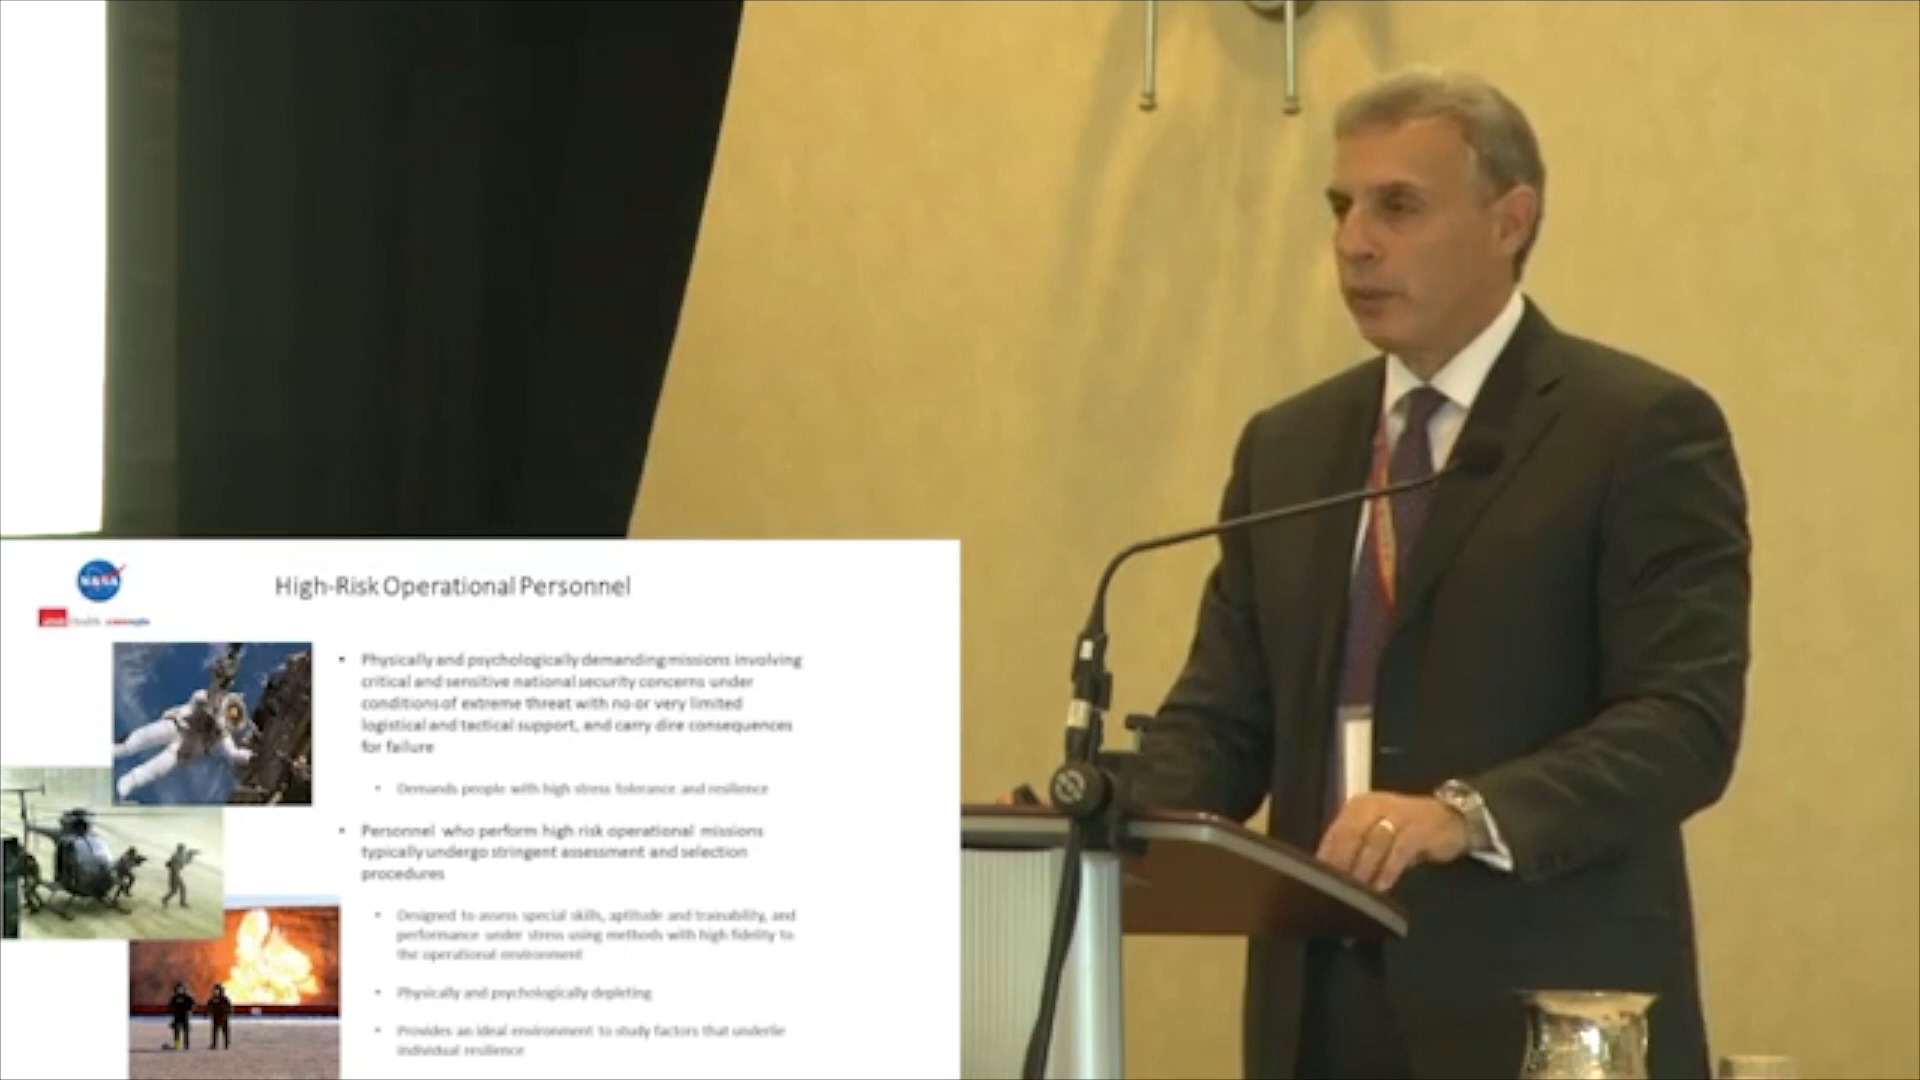 NASA
High-Risk Operational Personnel
• Physically and psychologically demanding missions involving
critical and sensitive national security concerns under
conditions of extreme threat with no or very limited
logistical and tactical support, and carry dire consequences
for failure
• Demands people with high stress tolerance and resilience
• Personnel who perform high risk operational missions
typically undergo stringent assessment and selection
procedures
• Designed to assess special skills, aptitude and trainability, and
performance under stress using methods with high fidelity to
the operational environment
• Physically and psychologically depleting
• Provides an ideal environment to study factors that underlie
individual resilience